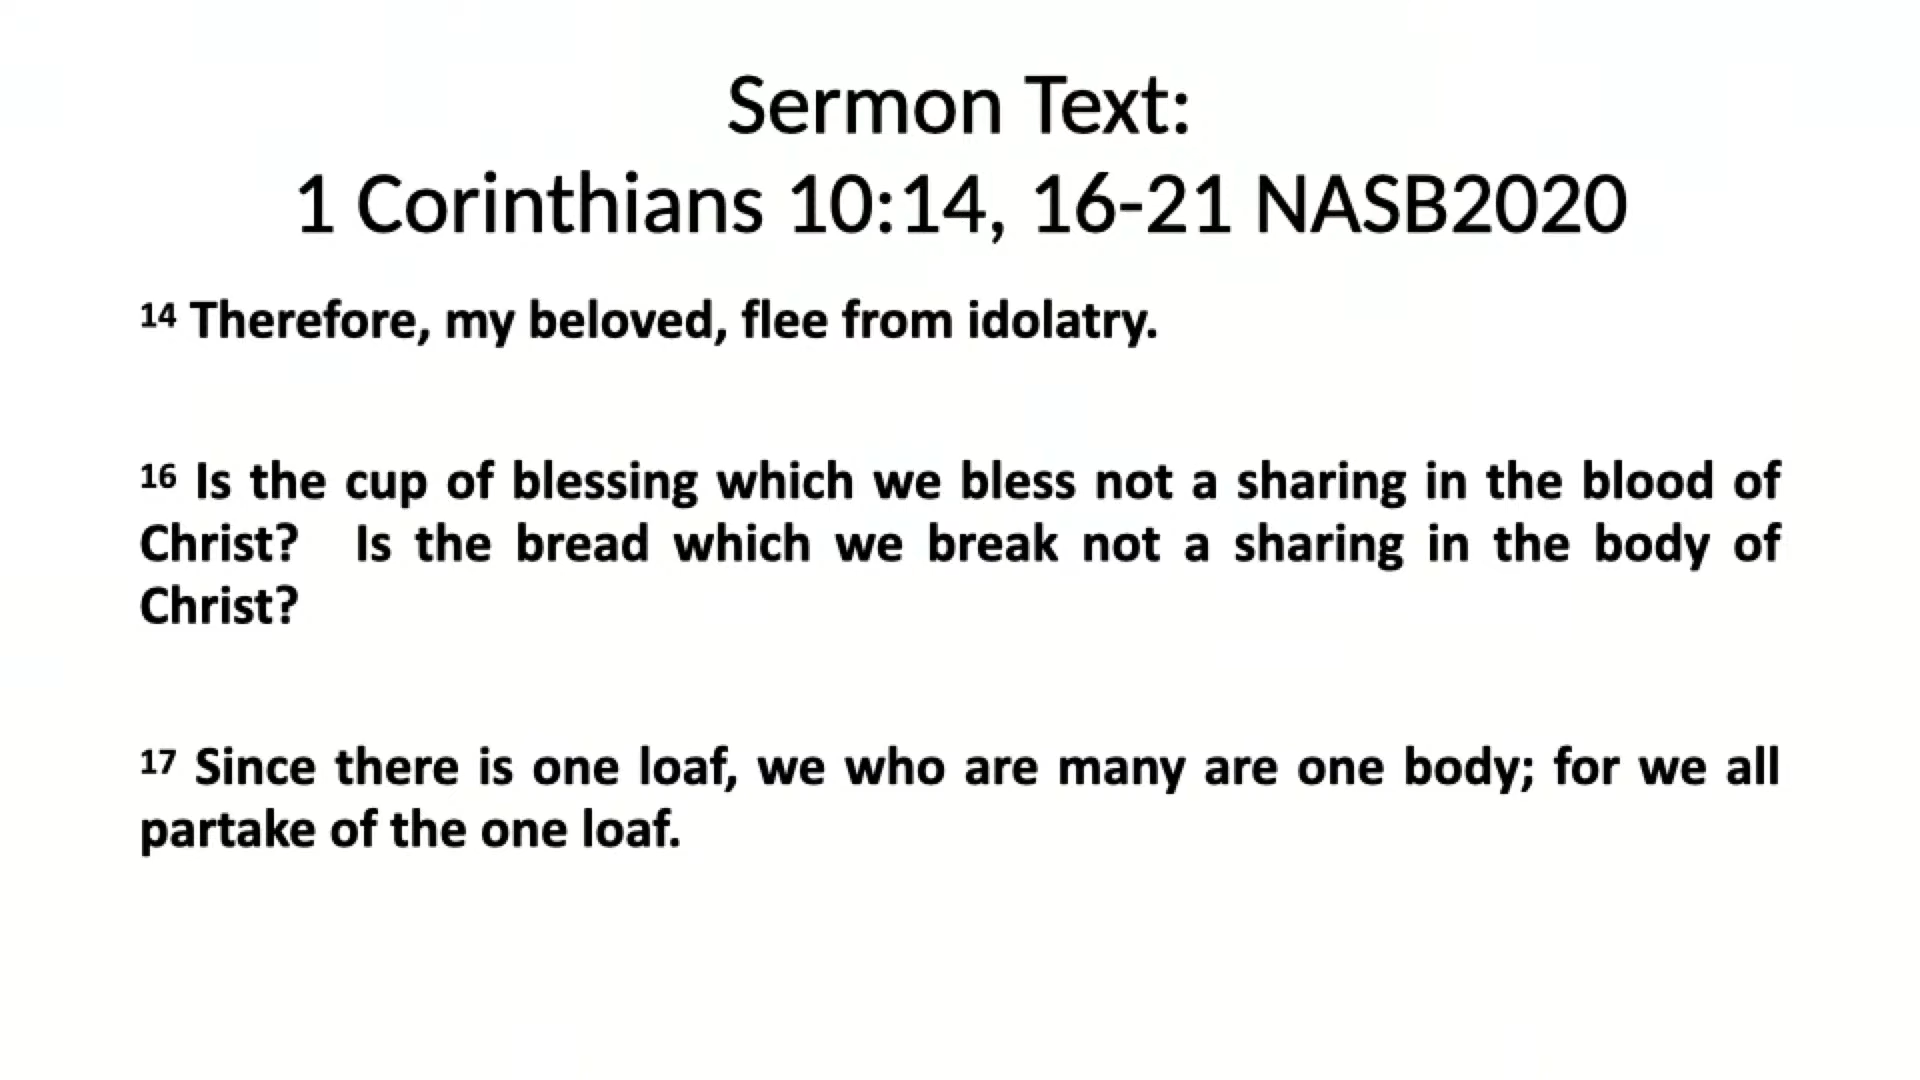 Sermon Text:
1 Corinthians 10:14, 16-21 NASB2020
14 Therefore, my beloved, flee from idolatry.
16 Is the cup of blessing which we bless not a sharing in the blood of
Christ? Is the bread which we break not a sharing in the body of
Christ?
17 Since there is one loaf, we who are many are one body; for we all
partake of the one loaf.